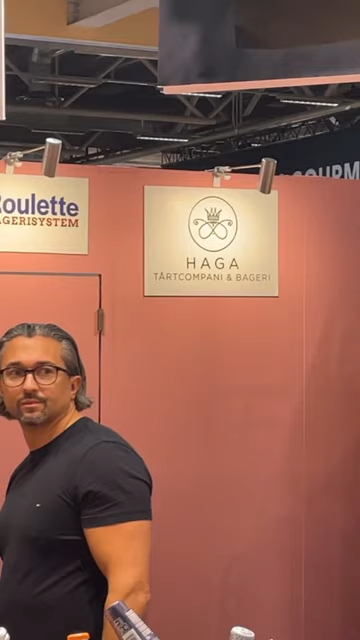 Roulette
AGERISYSTEM
HAGA
TÅRTCOMPANI & BAGERI
GOURM